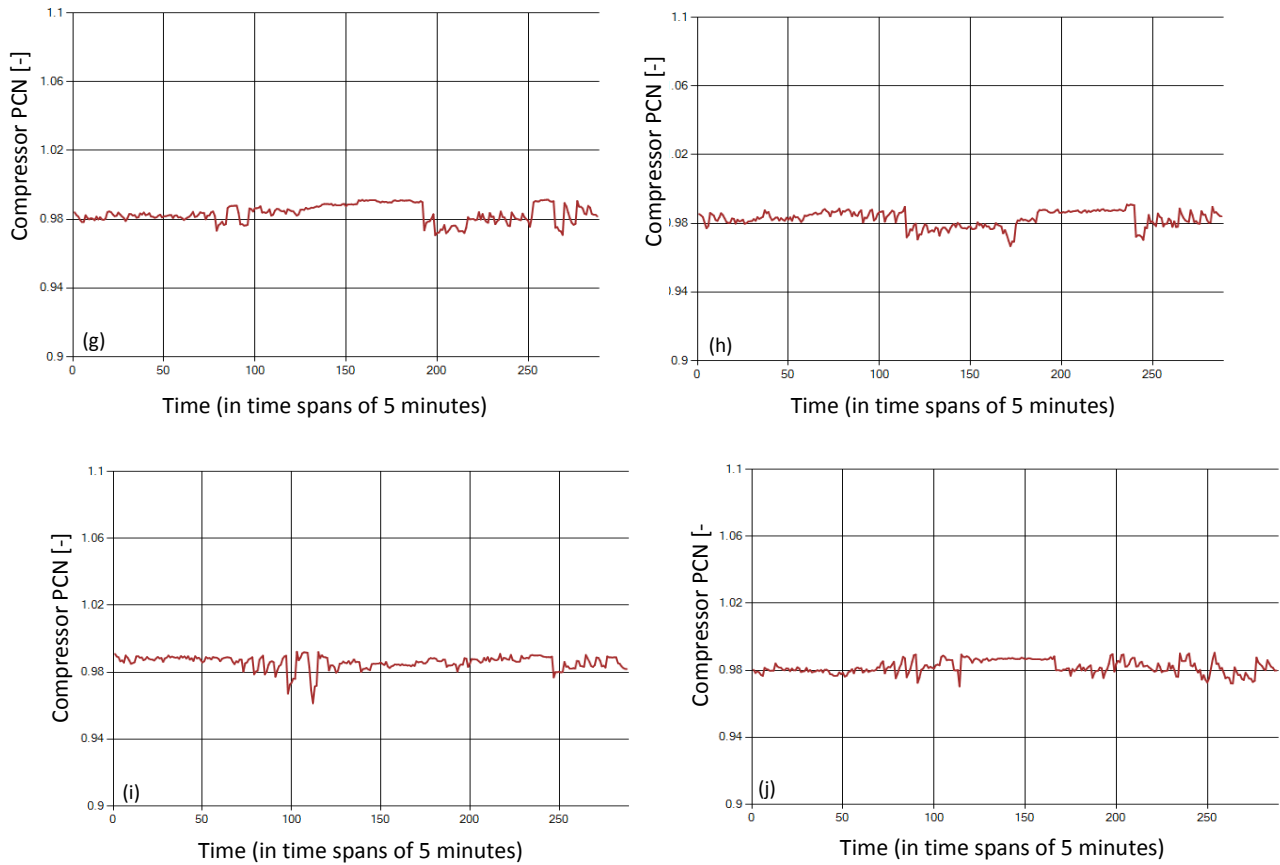 1.1
1.06
1.02
0.98
0.94
0.9
Compressor PCN [-]
(g)
0 50 100 150 200 250
Time (in time spans of 5 minutes)
1.1
.06
.02
0.98
.94
0.9
Compressor PCN [-]
(h)
0 50 100 150 200 250
Time (in time spans of 5 minutes)
1.1
1.06
1.02
0.98
0.94
0.9
Compressor PCN [-]
(i)
0 50 100 150 200 250
Time (in time spans of 5 minutes)
1.1
1.06
1.02
0.98
0.94
0.9
Compressor PCN [-
(j)
0 50 100 150 200 250
Time (in time spans of 5 minutes)